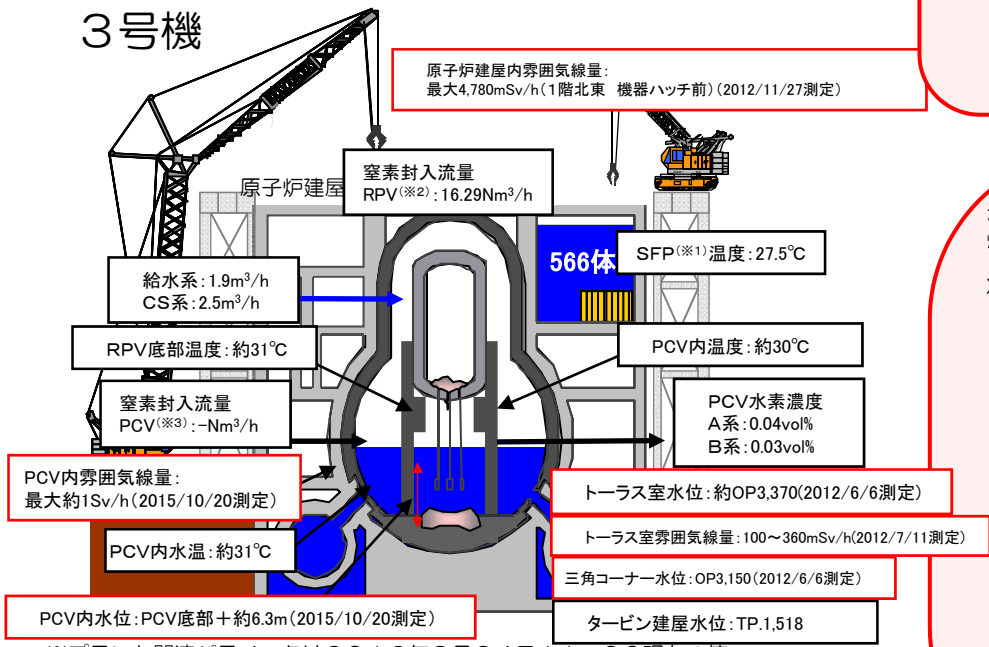 3号機
原子炉建屋内雰囲気線量:
最大4,780mSv/h(1階北東 機器ハッチ前)(2012/11/27測定)
原子炉建屋
窒素封入流量
RPV(※2):16.29Nm³/h
566体
SFP(※1)温度:27.5℃
給水系:1.9m³/h
CS系:2.5m³/h
RPV底部温度:約31℃
PCV内温度:約30℃
窒素封入流量
PCV(※3):-Nm³/h
PCV水素濃度
A系:0.04vol%
B系:0.03vol%
PCV内雰囲気線量:
最大約1Sv/h(2015/10/20測定)
トーラス室水位:約OP3,370(2012/6/6測定)
トーラス室雰囲気線量:100～360mSv/h(2012/7/11測定)
PCV内水温:約31℃
三角コーナー水位:OP3,150(2012/6/6測定)
PCV内水位:PCV底部+約6.3m(2015/10/20測定)
タービン建屋水位:TP.1,518